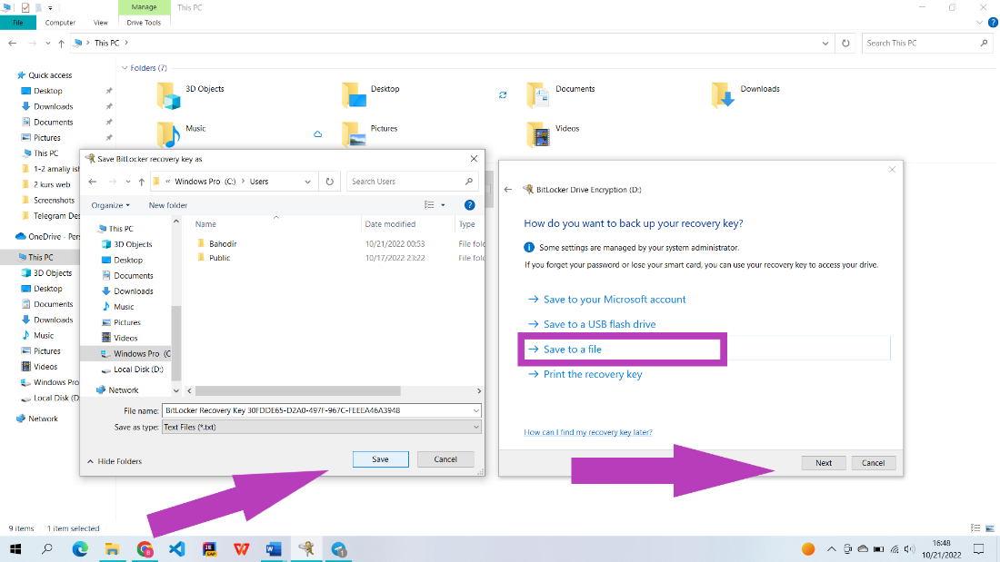 Manage
This PC
File
Computer
View
Drive Tools
This PC
Search This PC
Quick access
Desktop
Downloads
Documents
Pictures
This PC
1-2 amaliy ish
2 kurs web
Screenshots
Telegram Des
OneDrive - Pers
This PC
3D Objects
Desktop
Documents
Downloads
Music
Pictures
Videos
Windows Pro
Local Disk (D:
Network
Folders (7)
3D Objects
Desktop
Documents
Downloads
Music
Pictures
Videos
Save BitLocker recovery key as
« Windows Pro (C:) > Users
Search Users
Organize
New folder
This PC
3D Objects
Desktop
Documents
Downloads
Music
Pictures
Videos
Windows Pro (C
Local Disk (D:)
Network
Name
Date modified
Type
Bahodir
10/21/2022 00:53
File fold
Public
10/17/2022 23:22
File fold
File name:
BitLocker Recovery Key 30FDDE65-D2A0-497F-967C-FEEEA46A3948
Save as type:
Text Files (*.txt)
Hide Folders
Save
Cancel
BitLocker Drive Encryption (D:)
How do you want to back up your recovery key?
Some settings are managed by your system administrator.
If you forget your password or lose your smart card, you can use your recovery key to access your drive.
Save to your Microsoft account
Save to a USB flash drive
Save to a file
Print the recovery key
How can I find my recovery key later?
Next
Cancel
9 items
1 item selected
16:48
10/21/2022